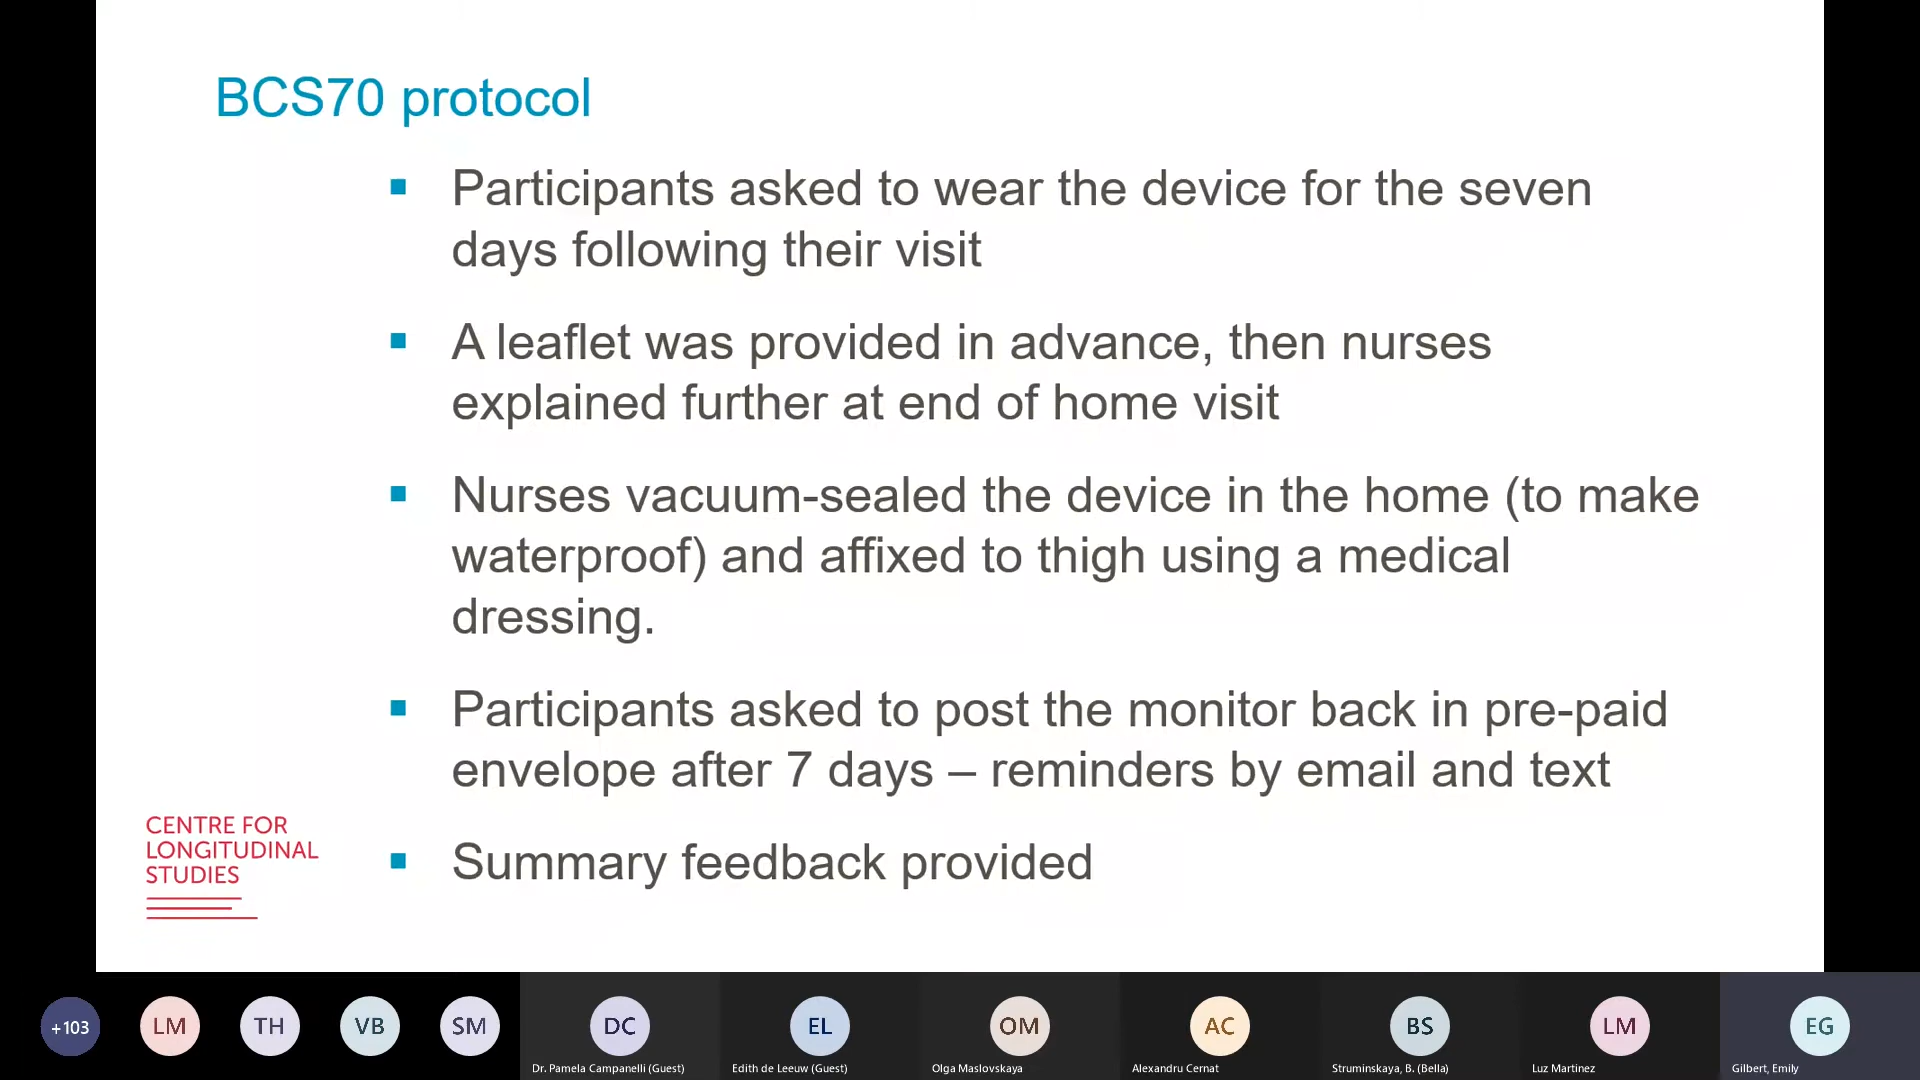 BCS70 protocol
▪ Participants asked to wear the device for the seven
days following their visit
▪ A leaflet was provided in advance, then nurses
explained further at end of home visit
▪ Nurses vacuum-sealed the device in the home (to make
waterproof) and affixed to thigh using a medical
dressing.
▪ Participants asked to post the monitor back in pre-paid
envelope after 7 days – reminders by email and text
▪ Summary feedback provided
CENTRE FOR
LONGITUDINAL
STUDIES
+103
LM
TH
VB
SM
DC
Dr. Pamela Campanelli (Guest)
EL
Edith de Leeuw (Guest)
OM
Olga Maslovskaya
AC
Alexandru Cernat
BS
Struminskaya, B. (Bella)
LM
Luz Martinez
EG
Gilbert, Emily